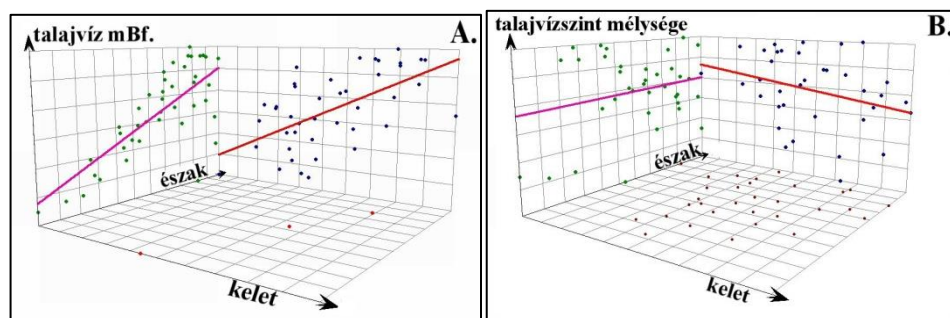 talajvíz mBf.
A.
észak
kelet
talajvízszint mélysége
B.
észak
kelet